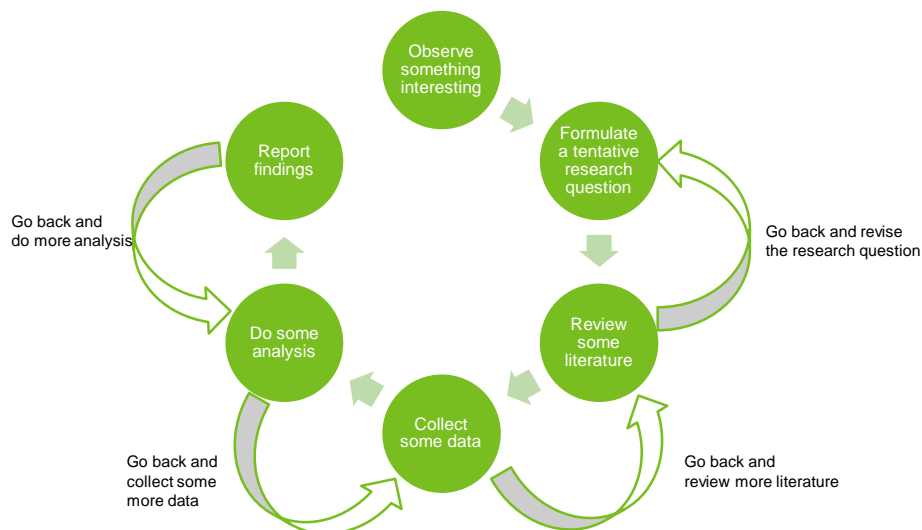 Observe
something
interesting
Formulate
a tentative
research
question
Go back and revise
the research question
Review
some
literature
Go back and
review more literature
Collect
some data
Go back and
collect some
more data
Do some
analysis
Go back and
do more analysis
Report
findings